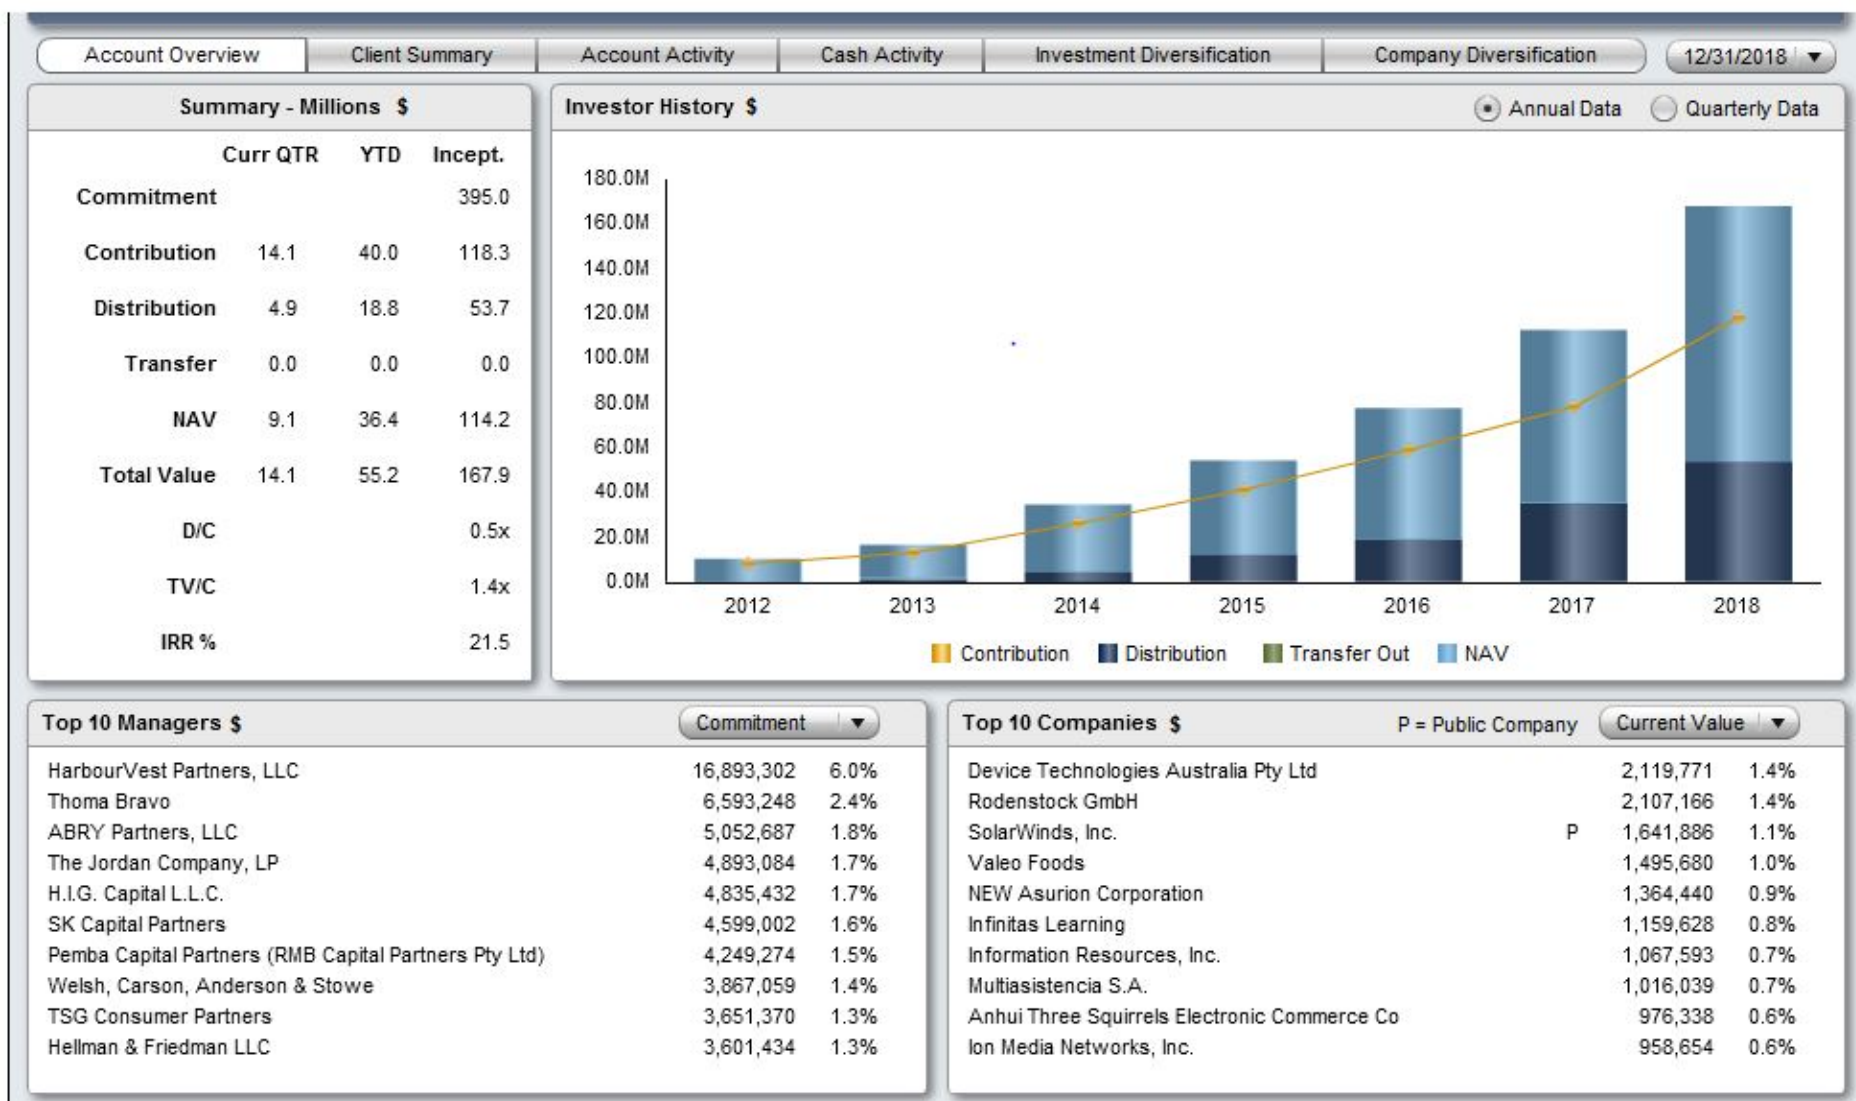 Account Overview Client Summary Account Activity Cash Activity Investment Diversification Company Diversification 12/31/2018
Summary - Millions $
Curr QTR YTD Incept.
Commitment 395.0
Contribution 14.1 40.0 118.3
Distribution 4.9 18.8 53.7
Transfer 0.0 0.0 0.0
NAV 9.1 36.4 114.2
Total Value 14.1 55.2 167.9
D/C 0.5x
TV/C 1.4x
IRR % 21.5
Investor History $ Annual Data Quarterly Data
180.0M
160.0M
140.0M
120.0M
100.0M
80.0M
60.0M
40.0M
20.0M
0.0M
2012 2013 2014 2015 2016 2017 2018
Contribution Distribution Transfer Out NAV
Top 10 Managers $ Commitment
HarbourVest Partners, LLC 16,893,302 6.0%
Thoma Bravo 6,593,248 2.4%
ABRY Partners, LLC 5,052,687 1.8%
The Jordan Company, LP 4,893,084 1.7%
H.I.G. Capital L.L.C. 4,835,432 1.7%
SK Capital Partners 4,599,002 1.6%
Pemba Capital Partners (RMB Capital Partners Pty Ltd) 4,249,274 1.5%
Welsh, Carson, Anderson & Stowe 3,867,059 1.4%
TSG Consumer Partners 3,651,370 1.3%
Hellman & Friedman LLC 3,601,434 1.3%
Top 10 Companies $ P = Public Company Current Value
Device Technologies Australia Pty Ltd 2,119,771 1.4%
Rodenstock GmbH 2,107,166 1.4%
SolarWinds, Inc. P 1,641,886 1.1%
Valeo Foods 1,495,680 1.0%
NEW Asurion Corporation 1,364,440 0.9%
Infinitas Learning 1,159,628 0.8%
Information Resources, Inc. 1,067,593 0.7%
Multiasistencia S.A. 1,016,039 0.7%
Anhui Three Squirrels Electronic Commerce Co 976,338 0.6%
Ion Media Networks, Inc. 958,654 0.6%